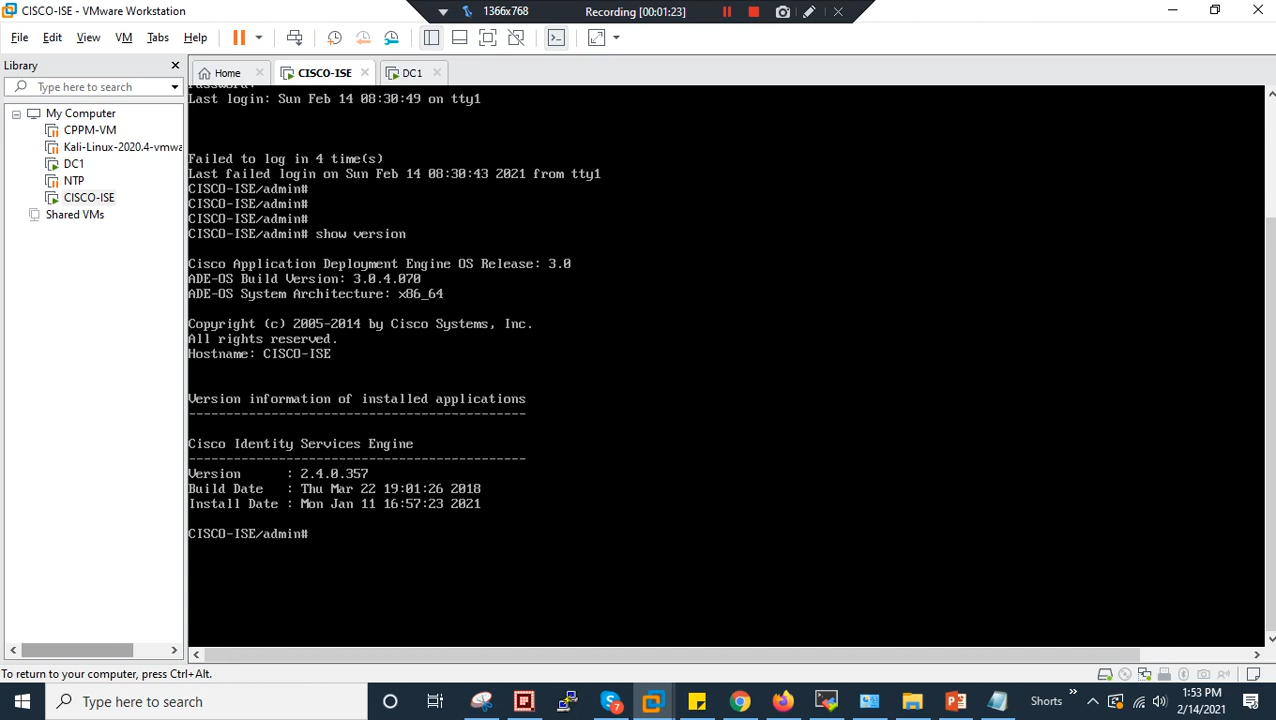 CISCO-ISE - VMware Workstation
1366x768
Recording [00:01:23]
File Edit View VM Tabs Help
Library
Home
CISCO-ISE
DC1
Type here to search
My Computer
CPPM-VM
Kali-Linux-2020.4-vmwa
DC1
NTP
CISCO-ISE
Shared VMs
Last login: Sun Feb 14 08:30:49 on tty1
Failed to log in 4 time(s)
Last failed login on Sun Feb 14 08:30:43 2021 from tty1
CISCO-ISE/admin#
CISCO-ISE/admin#
CISCO-ISE/admin#
CISCO-ISE/admin# show version
Cisco Application Deployment Engine OS Release: 3.0
ADE-OS Build Version: 3.0.4.070
ADE-OS System Architecture: x86_64
Copyright (c) 2005-2014 by Cisco Systems, Inc.
All rights reserved.
Hostname: CISCO-ISE
Version information of installed applications
---------------------------------------------
Cisco Identity Services Engine
---------------------------------------------
Version : 2.4.0.357
Build Date : Thu Mar 22 19:01:26 2018
Install Date : Mon Jan 11 16:57:23 2021
CISCO-ISE/admin#
To return to your computer, press Ctrl+Alt.
Type here to search
Shorts
1:53 PM
2/14/2021